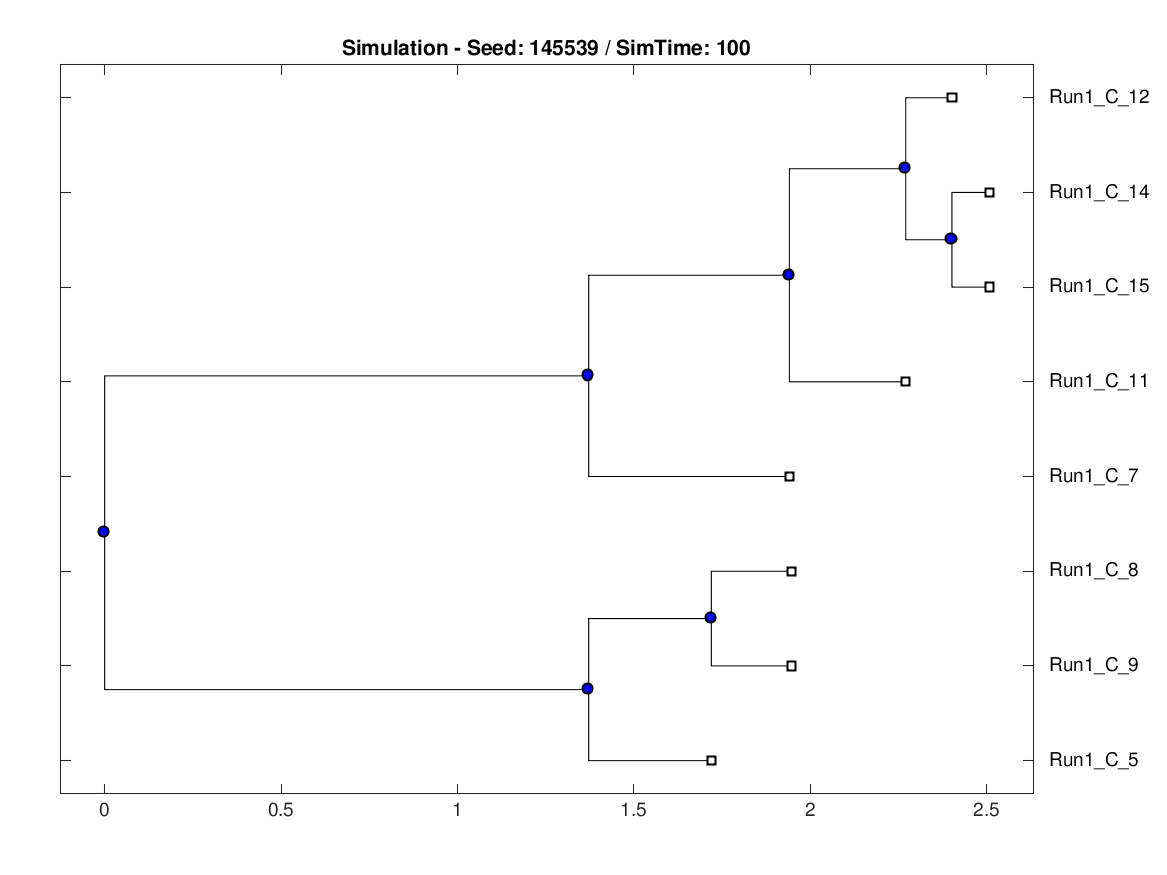 Simulation - Seed: 145539 / SimTime: 100
Run1_C_12
Run1_C_14
Run1_C_15
Run1_C_11
Run1_C_7
Run1_C_8
Run1_C_9
Run1_C_5
0 0.5 1 1.5 2 2.5